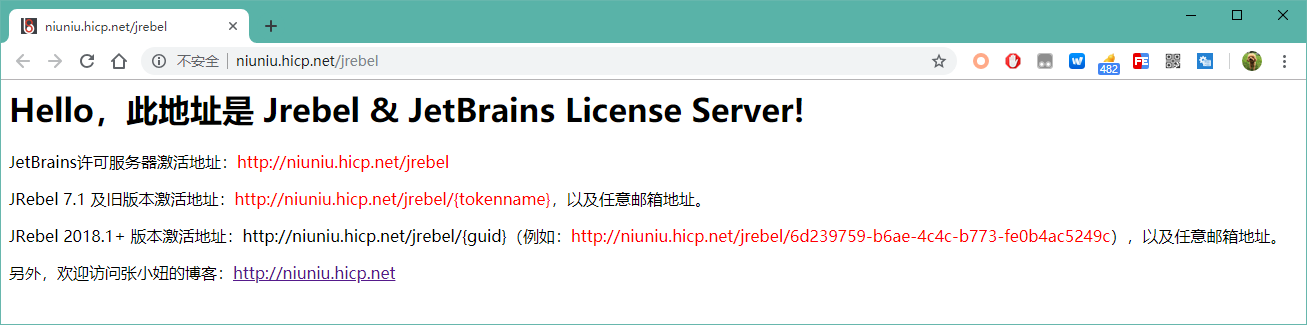 niuniu.hicp.net/jrebel
不安全 | niuniu.hicp.net/jrebel
482
Hello，此地址是 Jrebel & JetBrains License Server!
JetBrains许可服务器激活地址：http://niuniu.hicp.net/jrebel
JRebel 7.1 及旧版本激活地址：http://niuniu.hicp.net/jrebel/{tokenname}，以及任意邮箱地址。
JRebel 2018.1+ 版本激活地址：http://niuniu.hicp.net/jrebel/{guid}（例如：http://niuniu.hicp.net/jrebel/6d239759-b6ae-4c4c-b773-fe0b4ac5249c），以及任意邮箱地址。
另外，欢迎访问张小妞的博客：http://niuniu.hicp.net